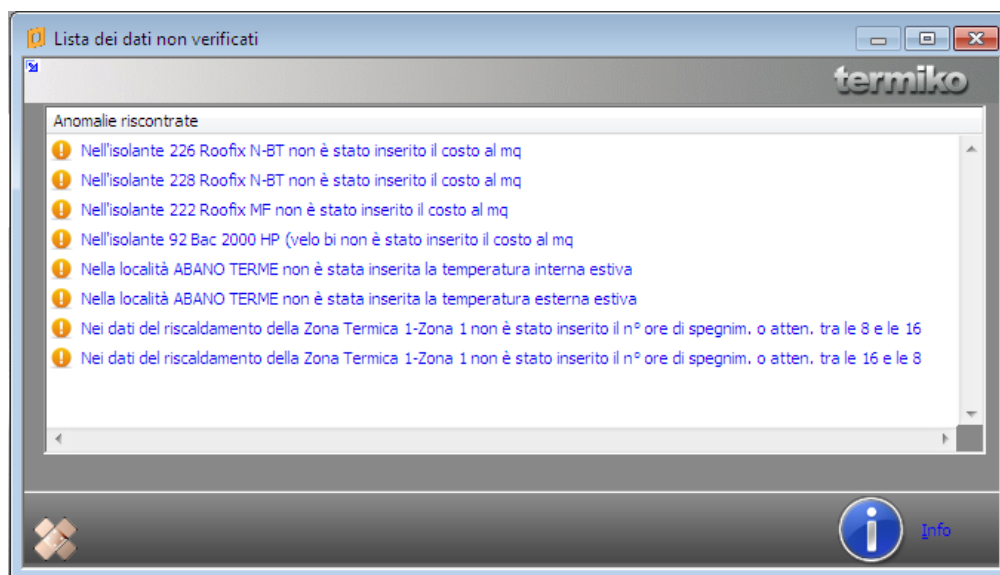 Lista dei dati non verificati
termiko
Anomalie riscontrate
Nell'isolante 226 Roofix N-BT non è stato inserito il costo al mq
Nell'isolante 228 Roofix N-BT non è stato inserito il costo al mq
Nell'isolante 222 Roofix MF non è stato inserito il costo al mq
Nell'isolante 92 Bac 2000 HP (velo bi non è stato inserito il costo al mq
Nella località ABANO TERME non è stata inserita la temperatura interna estiva
Nella località ABANO TERME non è stata inserita la temperatura esterna estiva
Nei dati del riscaldamento della Zona Termica 1-Zona 1 non è stato inserito il n° ore di spegnim. o atten. tra le 8 e le 16
Nei dati del riscaldamento della Zona Termica 1-Zona 1 non è stato inserito il n° ore di spegnim. o atten. tra le 16 e le 8
Info